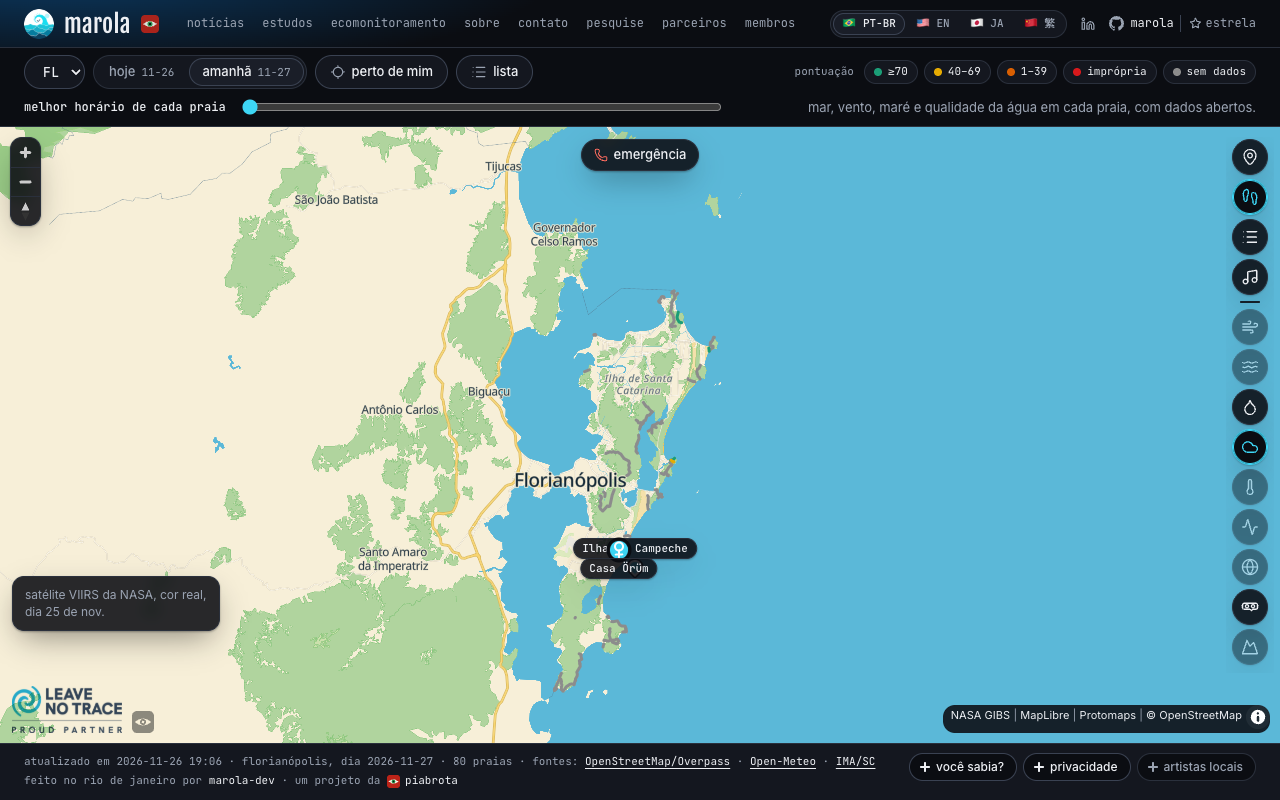 marola
notícias estudos ecomonitoramento sobre contato pesquise parceiros membros
PT-BR EN JA 繁
marola estrela
FL hoje 11-26 amanhã 11-27 perto de mim lista
pontuação ≥70 40–69 1–39 imprópria sem dados
melhor horário de cada praia
mar, vento, maré e qualidade da água em cada praia, com dados abertos.
emergência
Tijucas
São João Batista
Governador
Celso Ramos
Ilha de Santa
Catarina
Biguaçu
Antônio Carlos
Florianópolis
Ilha Campeche
Casa Örüm
Santo Amaro
da Imperatriz
satélite VIIRS da NASA, cor real,
dia 25 de nov.
LEAVE
NO TRACE
PROUD PARTNER
NASA GIBS | MapLibre | Protomaps | © OpenStreetMap
atualizado em 2026-11-26 19:06 · florianópolis, dia 2026-11-27 · 80 praias · fontes: OpenStreetMap/Overpass · Open-Meteo · IMA/SC
feito no rio de janeiro por marola-dev · um projeto da piabrota
você sabia? privacidade artistas locais